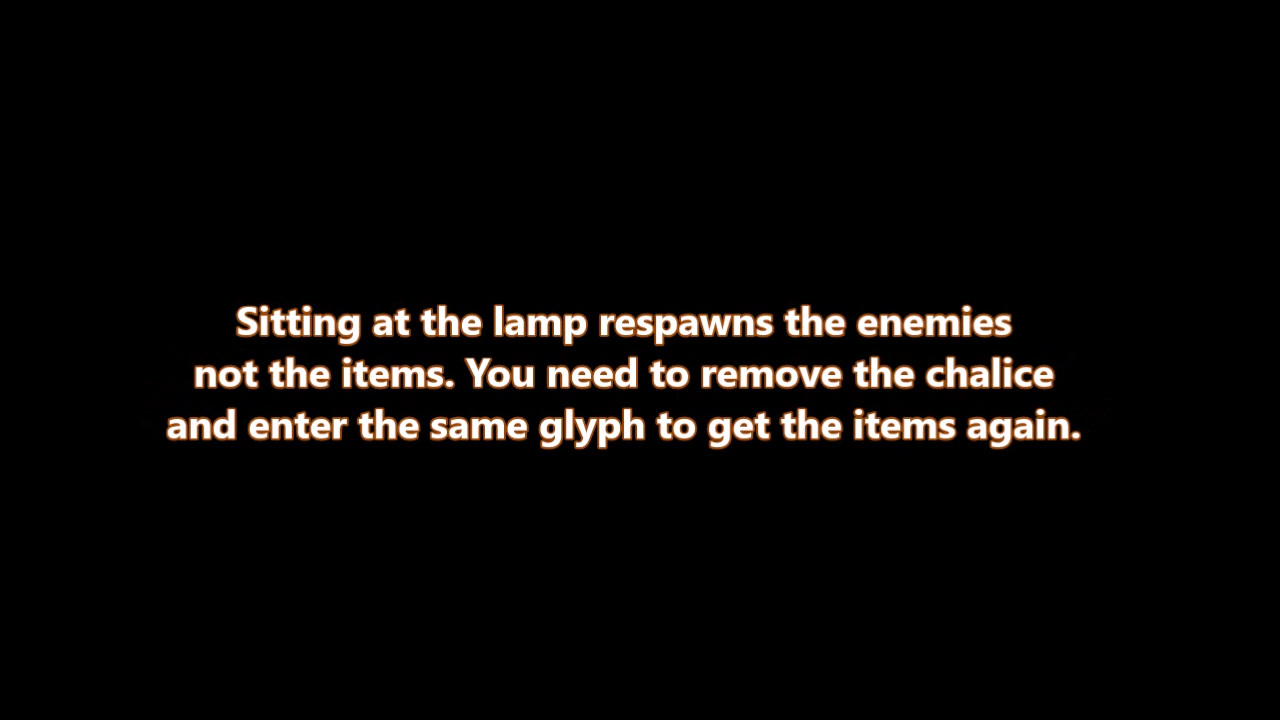 Sitting at the lamp respawns the enemies
not the items. You need to remove the chalice
and enter the same glyph to get the items again.